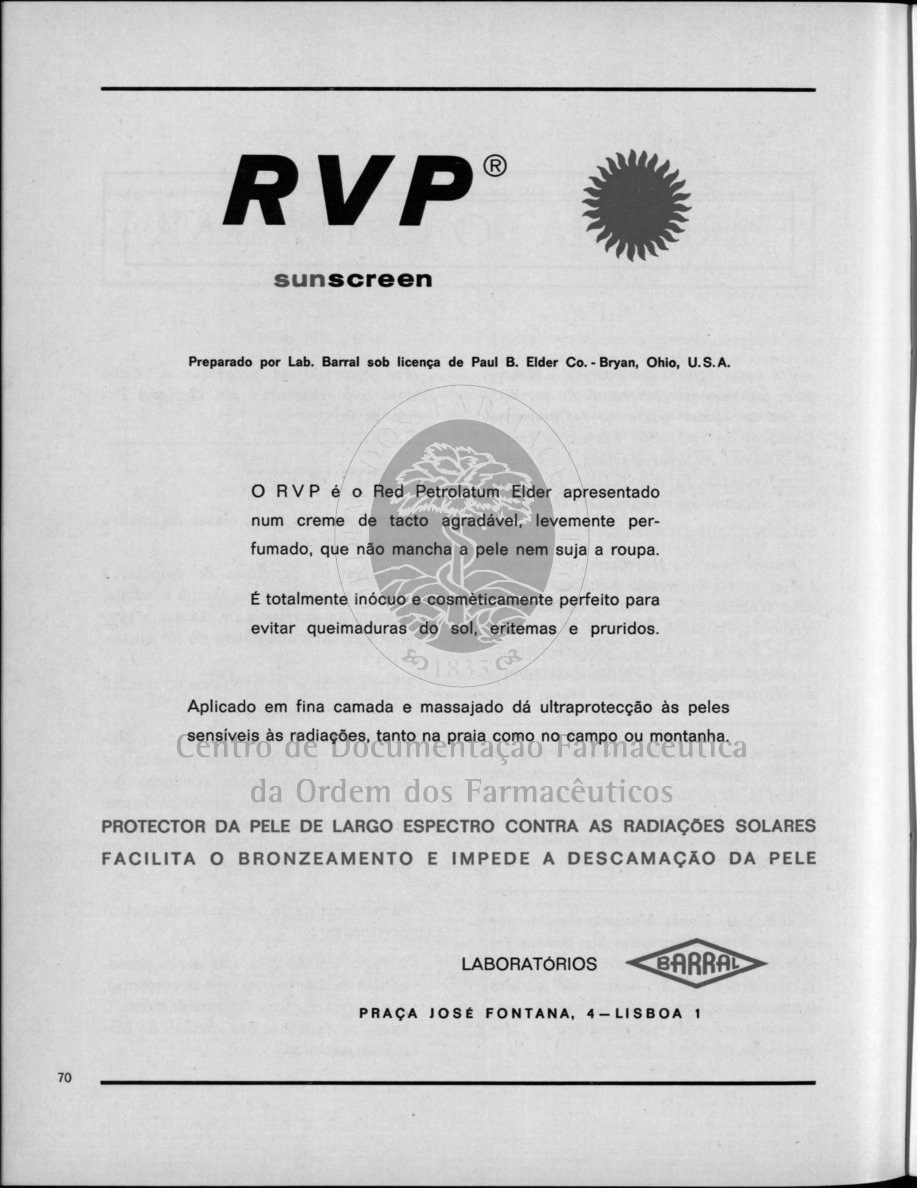 RVP®
sunscreen
Preparado por Lab. Barral sob licença de Paul B. Elder Co. - Bryan, Ohio, U.S.A.
O RVP é o Red Petrolatum Elder apresentado
num creme de tacto agradável, levemente per-
fumado, que não mancha a pele nem suja a roupa.
É totalmente inócuo e cosmèticamente perfeito para
evitar queimaduras do sol, eritemas e pruridos.
1835
Aplicado em fina camada e massajado dá ultraprotecção às peles
sensíveis às radiações, tanto na praia como no campo ou montanha.
Centro de Documentação Farmacêutica
da Ordem dos Farmacêuticos
PROTECTOR DA PELE DE LARGO ESPECTRO CONTRA AS RADIAÇÕES SOLARES
FACILITA O BRONZEAMENTO E IMPEDE A DESCAMAÇÃO DA PELE
LABORATÓRIOS BARRAL
PRAÇA JOSÉ FONTANA, 4 — LISBOA 1
70